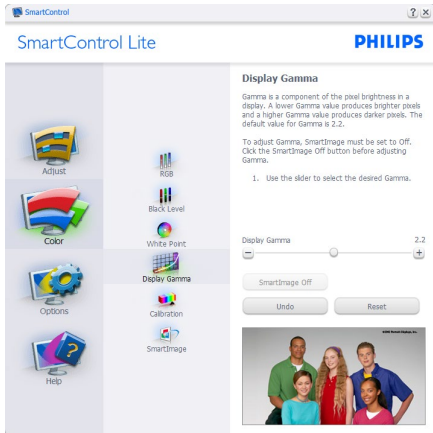 SmartControl
SmartControl Lite
PHILIPS
Adjust
Color
Options
Help
RGB
Black Level
White Point
Display Gamma
Calibration
SmartImage
Display Gamma
Gamma is a component of the pixel brightness in a
display. A lower Gamma value produces brighter pixels
and a higher Gamma value produces darker pixels. The
default value for Gamma is 2.2.
To adjust Gamma, SmartImage must be set to Off.
Click the SmartImage Off button before adjusting
Gamma.
1. Use the slider to select the desired Gamma.
Display Gamma 2.2
SmartImage Off
Undo Reset